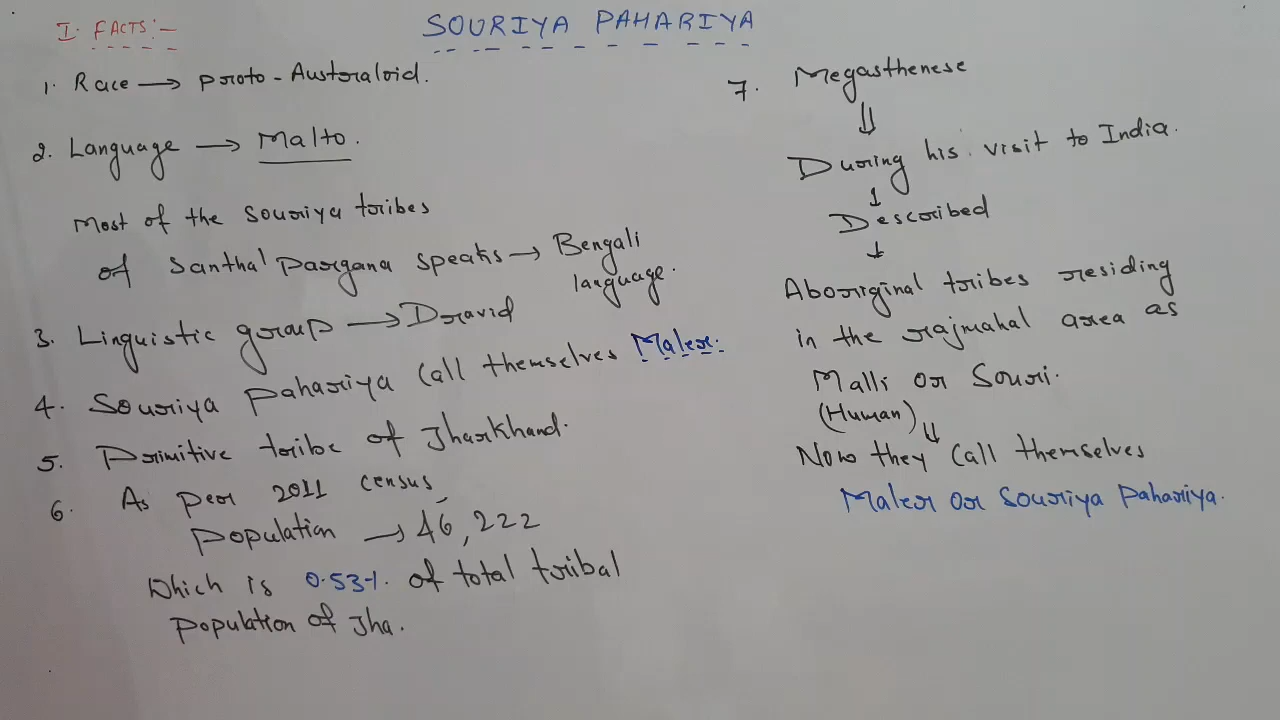 SOURIYA PAHARIYA
I. FACTS:-
1. Race → Proto-Australoid.
2. Language → Malto.
Most of the Souriya tribes
of Santhal Pargana speaks → Bengali
language.
3. Linguistic group → Dravid
4. Souriya Pahariya Call themselves Maler.
5. Primitive tribe of Jharkhand.
6. As per 2011 census,
Population → 46,222
Which is 0.53%. of total tribal
Population of Jha.
7. Megasthenese
⇓
During his visit to India.
↓
Described
↓
Aboriginal tribes residing
in the rajmahal area as
Malli or Souri.
(Human) ⇓
Now they Call themselves
Maler or Souriya Pahariya.